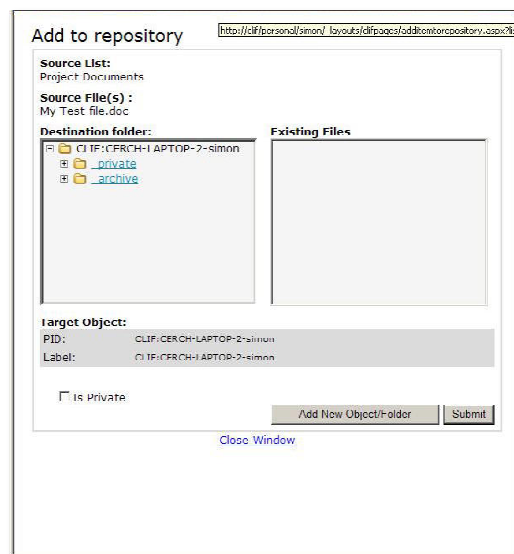 Add to repository
http://clif/personal/simon/_layouts/clifpages/additemtorepository.aspx?li
Source List:
Project Documents
Source File(s) :
My Test file.doc
Destination folder:
Existing Files
CLIF:CERCH-LAPTOP-2-simon
_private
_archive
Target Object:
PID: CLIF:CERCH-LAPTOP-2-simon
Label: CLIF:CERCH-LAPTOP-2-simon
Is Private
Add New Object/Folder
Submit
Close Window